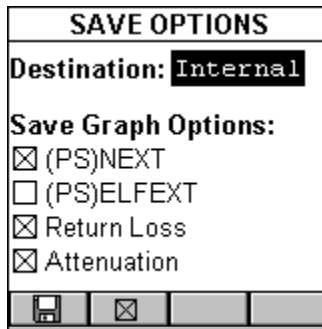 SAVE OPTIONS
Destination: Internal
Save Graph Options:
(PS)NEXT
(PS)ELFEXT
Return Loss
Attenuation